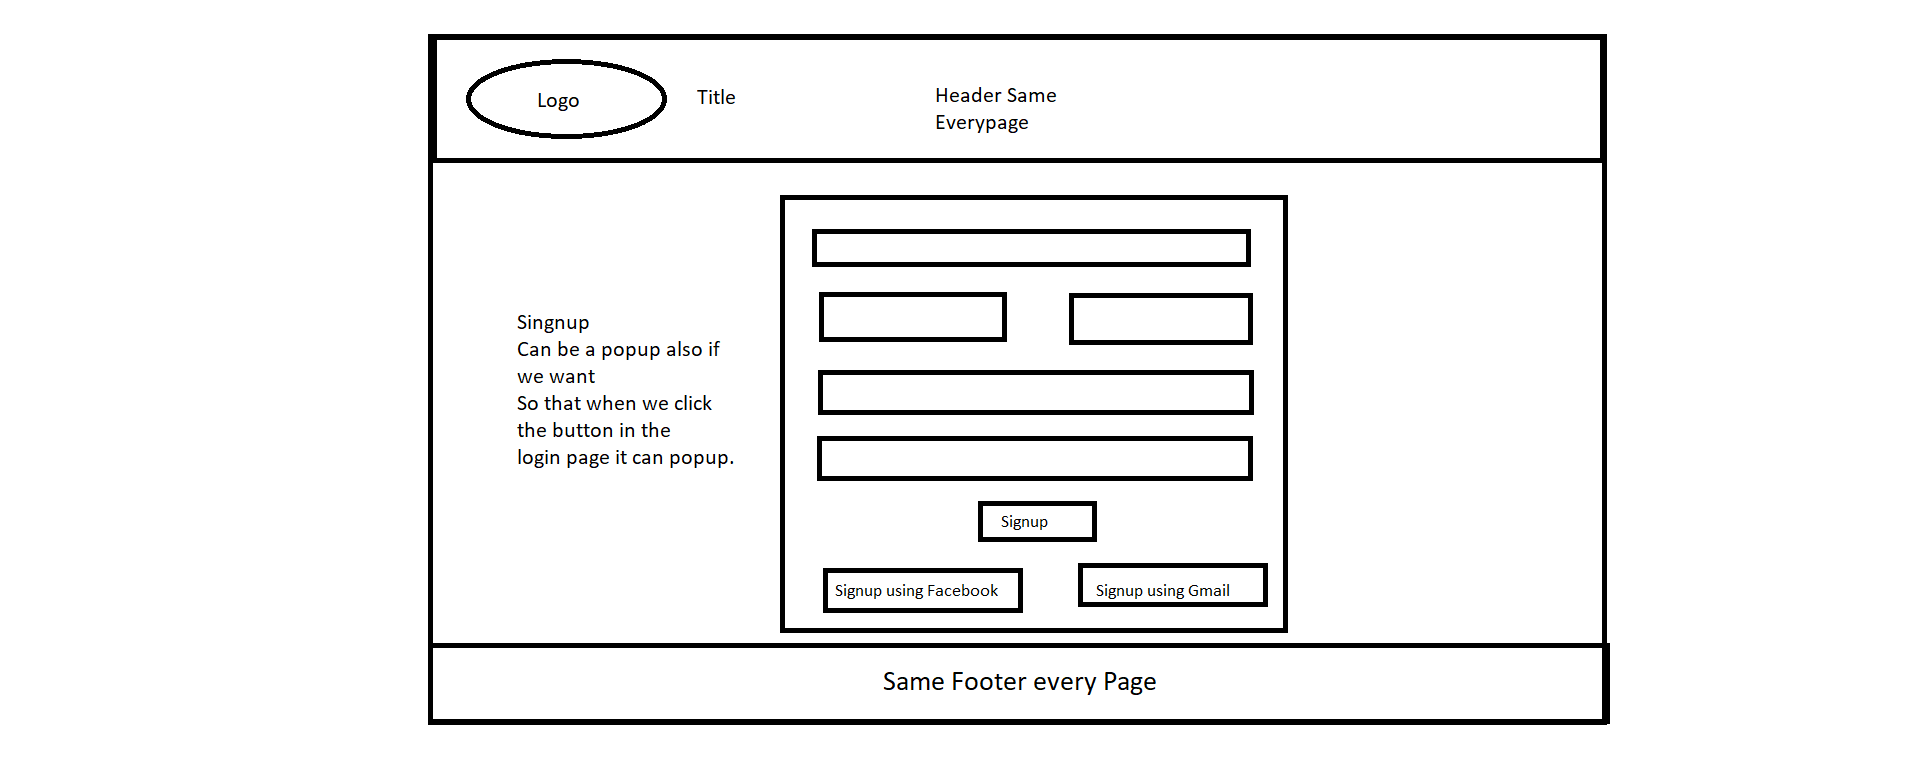 Logo
Title
Header Same
Everypage
Singnup
Can be a popup also if
we want
So that when we click
the button in the
login page it can popup.
Signup
Signup using Facebook
Signup using Gmail
Same Footer every Page